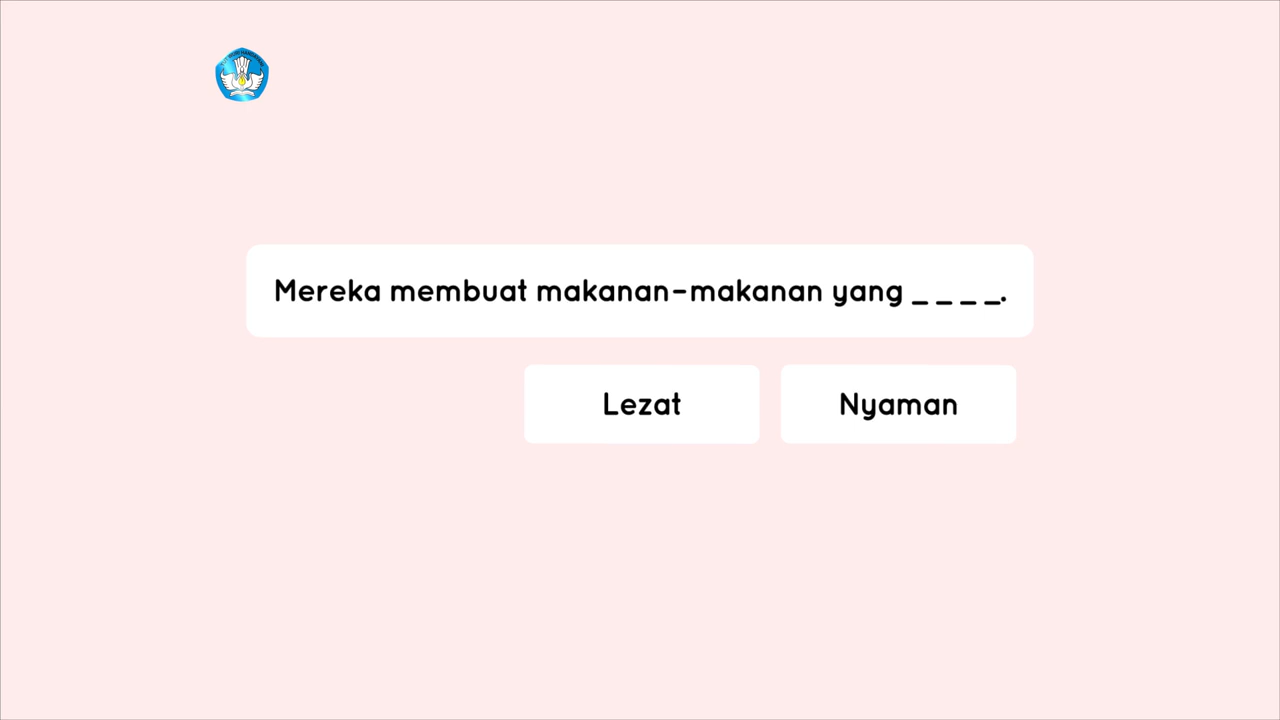 Mereka membuat makanan-makanan yang _ _ _ _.
Lezat
Nyaman